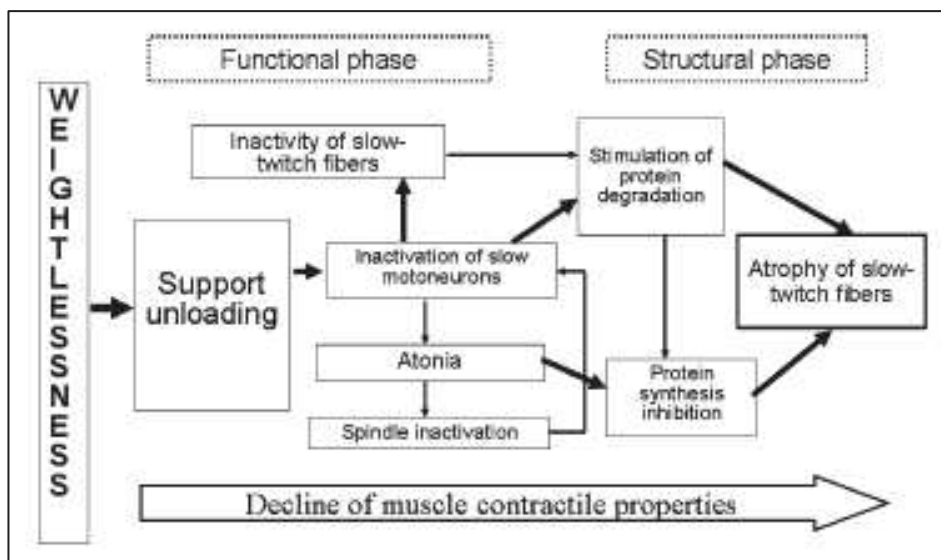 WEIGHTLESSNESS
Functional phase
Structural phase
Inactivity of slow-
twitch fibers
Stimulation of
protein
degradation
Support
unloading
Inactivation of slow
motoneurons
Atrophy of slow-
twitch fibers
Atonia
Protein
synthesis
inhibition
Spindle inactivation
Decline of muscle contractile properties